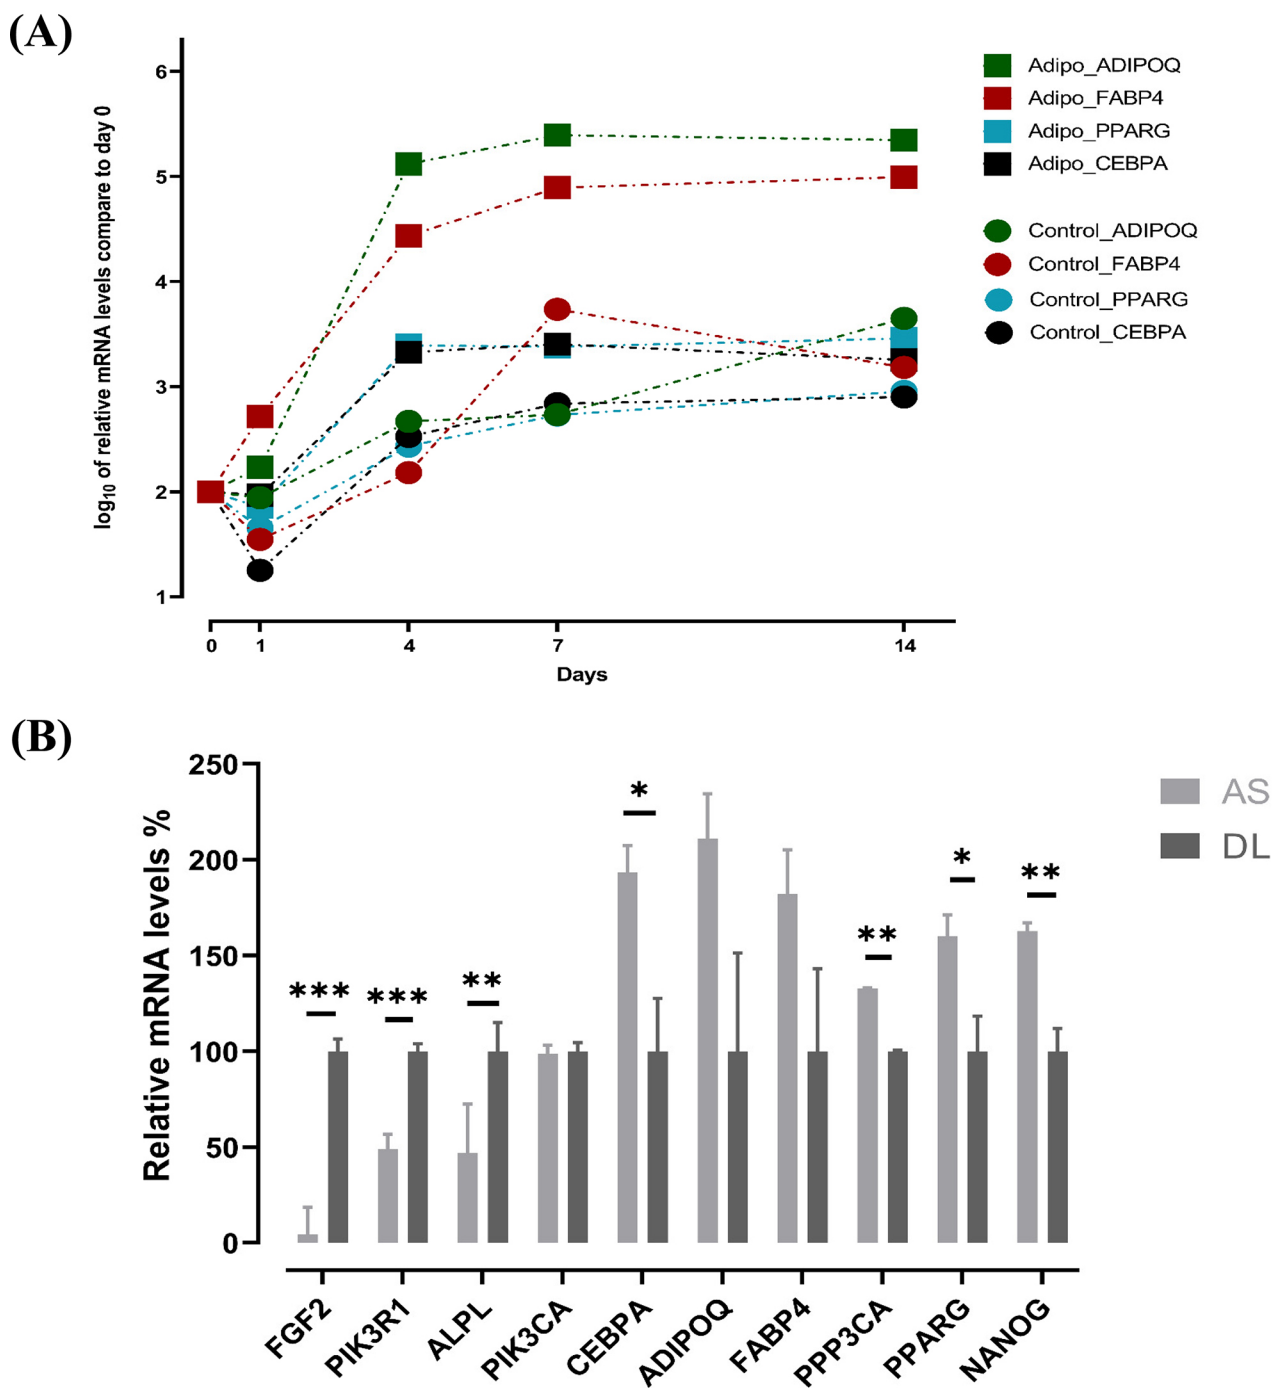 (A)
log10 of relative mRNA levels compare to day 0
6
5
4
3
2
1
0 1 4 7 14
Days
Adipo_ADIPOQ
Adipo_FABP4
Adipo_PPARG
Adipo_CEBPA
Control_ADIPOQ
Control_FABP4
Control_PPARG
Control_CEBPA
(B)
Relative mRNA levels %
250
200
150
100
50
0
***
***
**
*
**
*
**
FGF2
PIK3R1
ALPL
PIK3CA
CEBPA
ADIPOQ
FABP4
PPP3CA
PPARG
NANOG
AS
DL